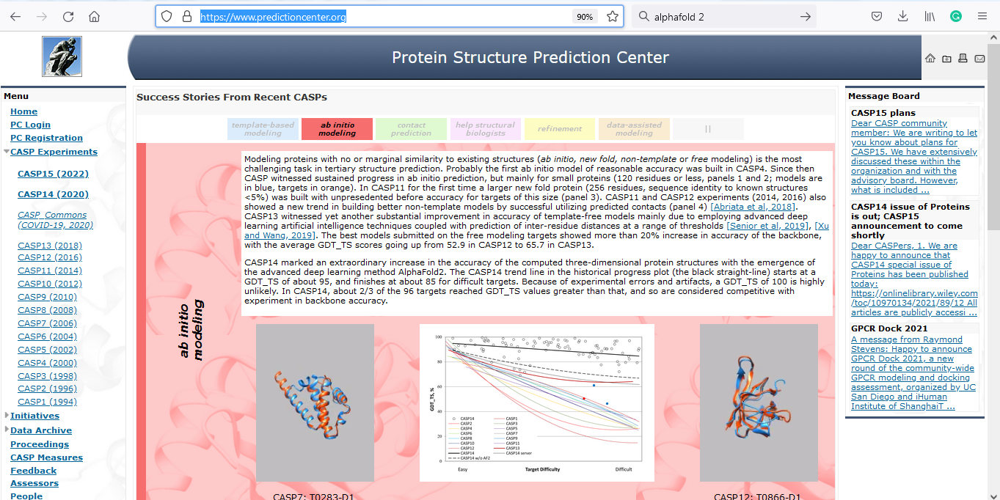 https://www.predictioncenter.org
90%
alphafold 2
Protein Structure Prediction Center
Menu
Home
PC Login
PC Registration
CASP Experiments
CASP15 (2022)
CASP14 (2020)
CASP_Commons
(COVID-19, 2020)
CASP13 (2018)
CASP12 (2016)
CASP11 (2014)
CASP10 (2012)
CASP9 (2010)
CASP8 (2008)
CASP7 (2006)
CASP6 (2004)
CASP5 (2002)
CASP4 (2000)
CASP3 (1998)
CASP2 (1996)
CASP1 (1994)
Initiatives
Data Archive
Proceedings
CASP Measures
Feedback
Assessors
People
Success Stories From Recent CASPs
template-based
modeling
ab initio
modeling
contact
prediction
help structural
biologists
refinement
data-assisted
modeling
ab initio
modeling
Modeling proteins with no or marginal similarity to existing structures (ab initio, new fold, non-template or free modeling) is the most
challenging task in tertiary structure prediction. Probably the first ab initio model of reasonable accuracy was built in CASP4. Since then
CASP witnessed sustained progress in ab initio prediction, but mainly for small proteins (120 residues or less, panels 1 and 2; models are
in blue, targets in orange). In CASP11 for the first time a larger new fold protein (256 residues, sequence identity to known structures
<5%) was built with unpresedented before accuracy for targets of this size (panel 3). CASP11 and CASP12 experiments (2014, 2016) also
showed a new trend in building better non-template models by successful utilizing predicted contacts (panel 4) [Abriata et al, 2018].
CASP13 witnessed yet another substantial improvement in accuracy of template-free models mainly due to employing advanced deep
learning artificial intelligence techniques coupled with prediction of inter-residue distances at a range of thresholds [Senior et al, 2019], [Xu
and Wang, 2019]. The best models submitted on the free modeling targets showed more than 20% increase in accuracy of the backbone,
with the average GDT_TS scores going up from 52.9 in CASP12 to 65.7 in CASP13.
CASP14 marked an extraordinary increase in the accuracy of the computed three-dimensional protein structures with the emergence of
the advanced deep learning method AlphaFold2. The CASP14 trend line in the historical progress plot (the black straight-line) starts at a
GDT_TS of about 95, and finishes at about 85 for difficult targets. Because of experimental errors and artifacts, a GDT_TS of 100 is highly
unlikely. In CASP14, about 2/3 of the 96 targets reached GDT_TS values greater than that, and so are considered competitive with
experiment in backbone accuracy.
GDT_TS, %
100
80
60
40
20
0
CASP14 CASP1
CASP2 CASP3
CASP4 CASP5
CASP6 CASP7
CASP8 CASP9
CASP10 CASP11
CASP12 CASP13
CASP14 CASP14 server
CASP14 w/o AF2
Easy Target Difficulty Difficult
CASP7: T0283-D1
CASP12: T0866-D1
Message Board
CASP15 plans
Dear CASP community
member: We are writing to let
you know about plans for
CASP15. We have extensively
discussed these within the
organization and with the
advisory board. However,
what is included ...
CASP14 issue of Proteins
is out; CASP15
announcement to come
shortly
Dear CASPers, 1. We are
happy to announce that
CASP14 special issue of
Proteins has been published
today:
https://onlinelibrary.wiley.com
/toc/10970134/2021/89/12 All
articles are publicly accessi ...
GPCR Dock 2021
A message from Raymond
Stevens: Happy to announce
GPCR Dock 2021, a new
round of the community-wide
GPCR modeling and docking
assessment, organized by UC
San Diego and iHuman
Institute of ShanghaiT ...